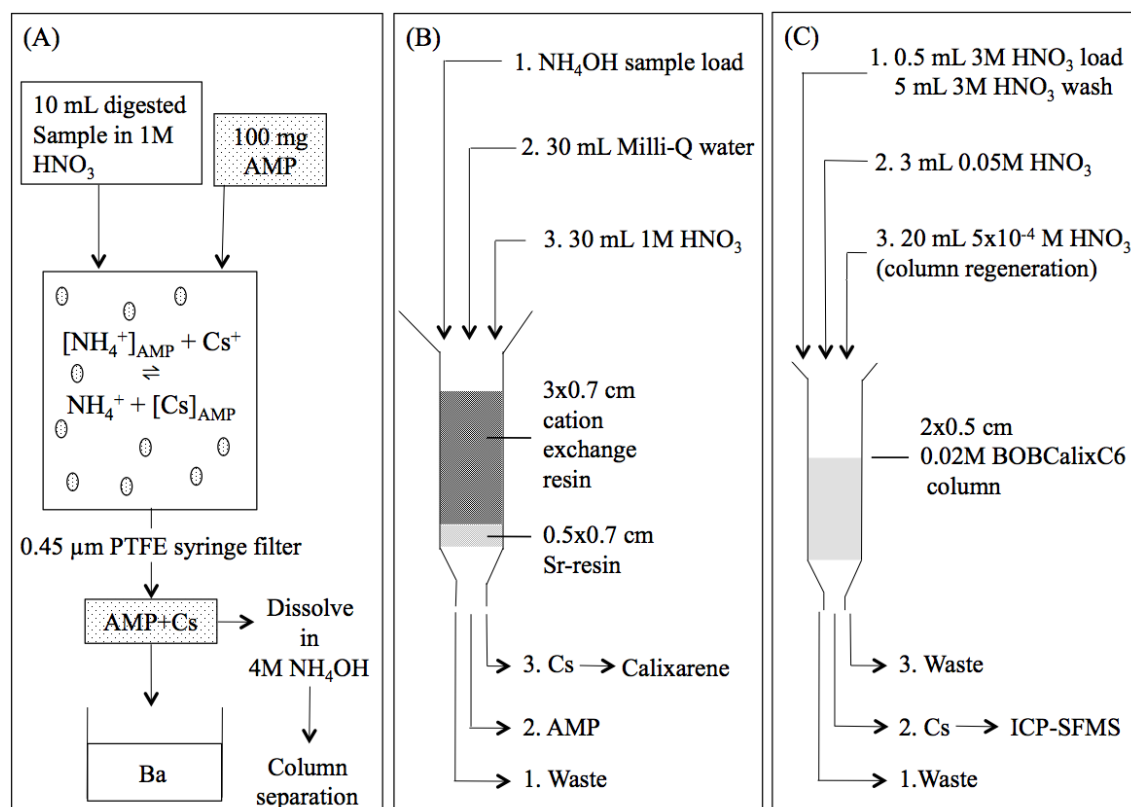 (A)
10 mL digested
Sample in 1M
HNO₃
100 mg
AMP
[NH₄⁺]AMP + Cs⁺
⇌
NH₄⁺ + [Cs]AMP
0.45 µm PTFE syringe filter
AMP+Cs
Dissolve
in
4M NH₄OH
Ba
Column
separation
(B)
1. NH₄OH sample load
2. 30 mL Milli-Q water
3. 30 mL 1M HNO₃
3x0.7 cm
cation
exchange
resin
0.5x0.7 cm
Sr-resin
3. Cs
Calixarene
2. AMP
1. Waste
(C)
1. 0.5 mL 3M HNO₃ load
5 mL 3M HNO₃ wash
2. 3 mL 0.05M HNO₃
3. 20 mL 5x10⁻⁴ M HNO₃
(column regeneration)
2x0.5 cm
0.02M BOBCalixC6
column
3. Waste
2. Cs
ICP-SFMS
1.Waste